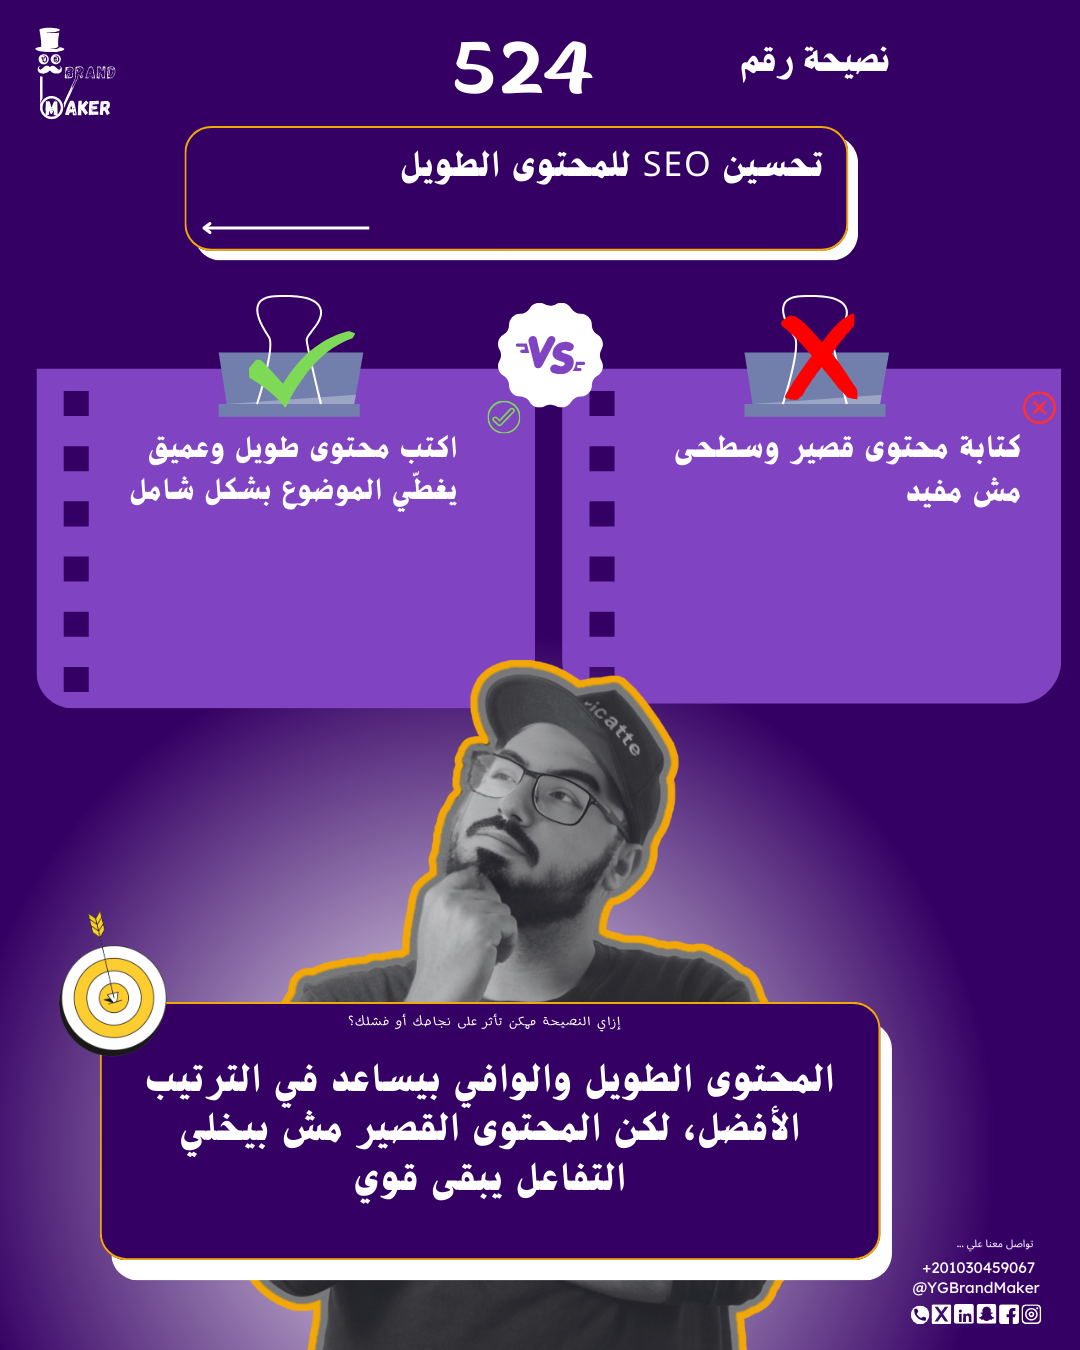 BRAND
MAKER
نصيحة رقم
524
تحسين SEO للمحتوى الطويل
VS
كتابة محتوى قصير وسطحى
مش مفيد
اكتب محتوى طويل وعميق
يغطّي الموضوع بشكل شامل
icatte
إزاي النصيحة ممكن تأثر على نجاحك أو فشلك؟
المحتوى الطويل والوافي بيساعد في الترتيب
الأفضل، لكن المحتوى القصير مش بيخلي
التفاعل يبقى قوي
تواصل معنا علي ...
+201030459067
@YGBrandMaker